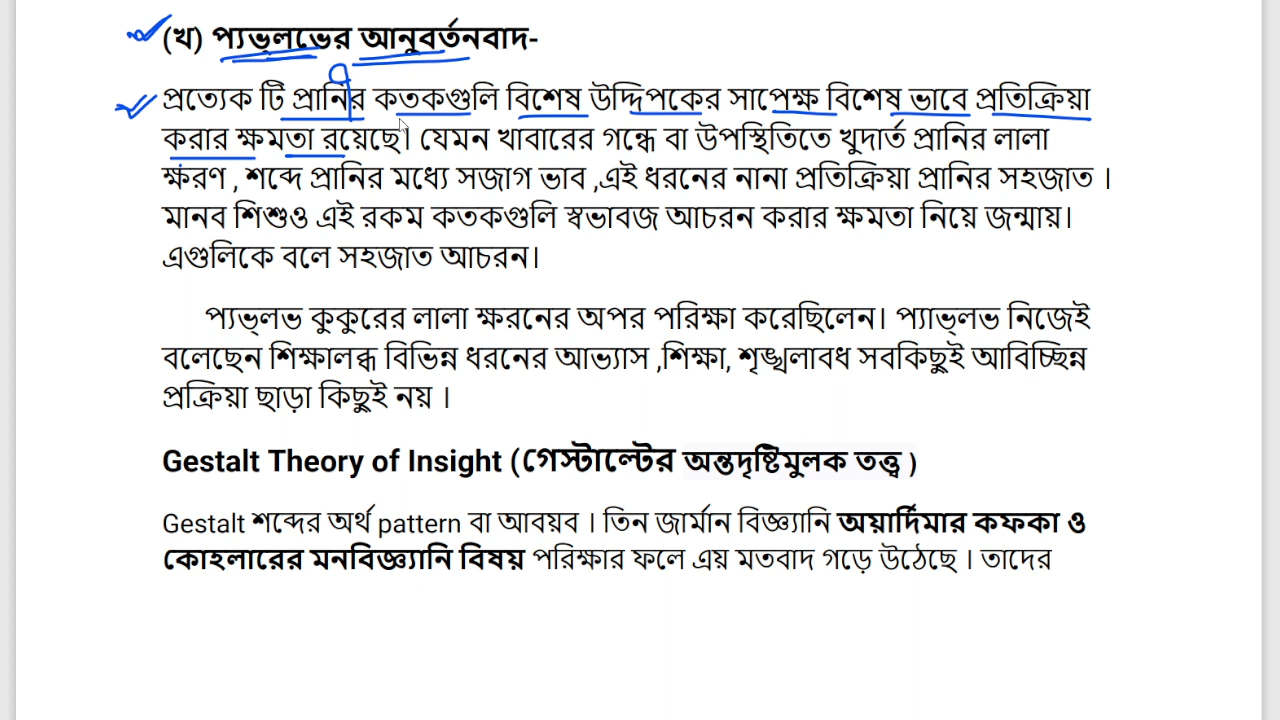 (খ) প্যভ্লভের আনুবর্তনবাদ-
প্রত্যেক টি প্রানির কতকগুলি বিশেষ উদ্দিপকের সাপেক্ষ বিশেষ ভাবে প্রতিক্রিয়া
করার ক্ষমতা রয়েছে। যেমন খাবারের গন্ধে বা উপস্থিতিতে খুদার্ত প্রানির লালা
ক্ষরণ , শব্দে প্রানির মধ্যে সজাগ ভাব ,এই ধরনের নানা প্রতিক্রিয়া প্রানির সহজাত ।
মানব শিশুও এই রকম কতকগুলি স্বভাবজ আচরন করার ক্ষমতা নিয়ে জন্মায়।
এগুলিকে বলে সহজাত আচরন।
প্যভ্লভ কুকুরের লালা ক্ষরনের অপর পরিক্ষা করেছিলেন। প্যাভ্লভ নিজেই
বলেছেন শিক্ষালব্ধ বিভিন্ন ধরনের আভ্যাস ,শিক্ষা, শৃঙ্খলাবধ সবকিছুই আবিচ্ছিন্ন
প্রক্রিয়া ছাড়া কিছুই নয় ।
Gestalt Theory of Insight (গেস্টাল্টের অন্তদৃষ্টিমুলক তত্ত্ব )
Gestalt শব্দের অর্থ pattern বা আবয়ব । তিন জার্মান বিজ্ঞ্যানি অয়ার্দিমার কফকা ও
কোহলারের মনবিজ্ঞ্যানি বিষয় পরিক্ষার ফলে এয় মতবাদ গড়ে উঠেছে । তাদের